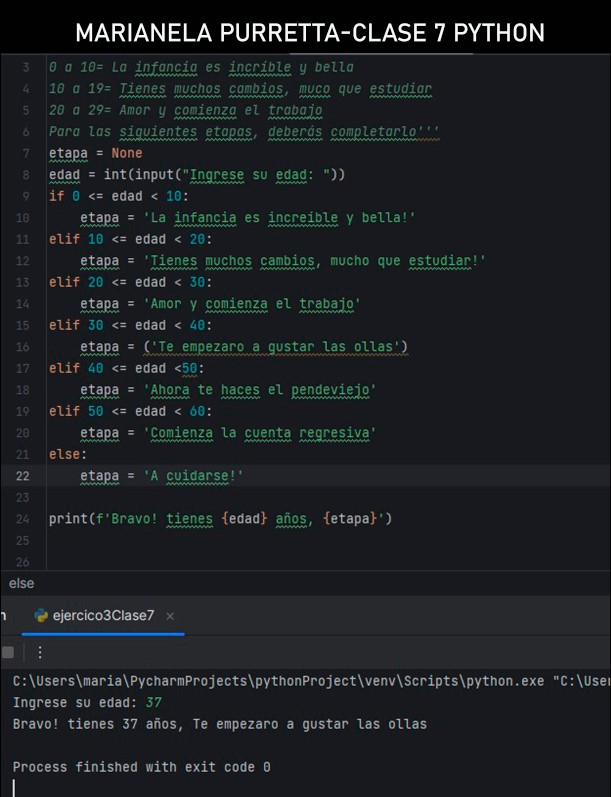 MARIANELA PURRETTA-CLASE 7 PYTHON
3 0 a 10= La infancia es incrible y bella
4 10 a 19= Tienes muchos cambios, muco que estudiar
5 20 a 29= Amor y comienza el trabajo
6 Para las siguientes etapas, deberás completarlo'''
7 etapa = None
8 edad = int(input("Ingrese su edad: "))
9 if 0 <= edad < 10:
10     etapa = 'La infancia es increible y bella!'
11 elif 10 <= edad < 20:
12     etapa = 'Tienes muchos cambios, mucho que estudiar!'
13 elif 20 <= edad < 30:
14     etapa = 'Amor y comienza el trabajo'
15 elif 30 <= edad < 40:
16     etapa = ('Te empezaro a gustar las ollas')
17 elif 40 <= edad <50:
18     etapa = 'Ahora te haces el pendeviejo'
19 elif 50 <= edad < 60:
20     etapa = 'Comienza la cuenta regresiva'
21 else:
22     etapa = 'A cuidarse!'
23
24 print(f'Bravo! tienes {edad} años, {etapa}')
25
26
else
n ejercico3Clase7 ×
C:\Users\maria\PycharmProjects\pythonProject\venv\Scripts\python.exe "C:\User
Ingrese su edad: 37
Bravo! tienes 37 años, Te empezaro a gustar las ollas
Process finished with exit code 0